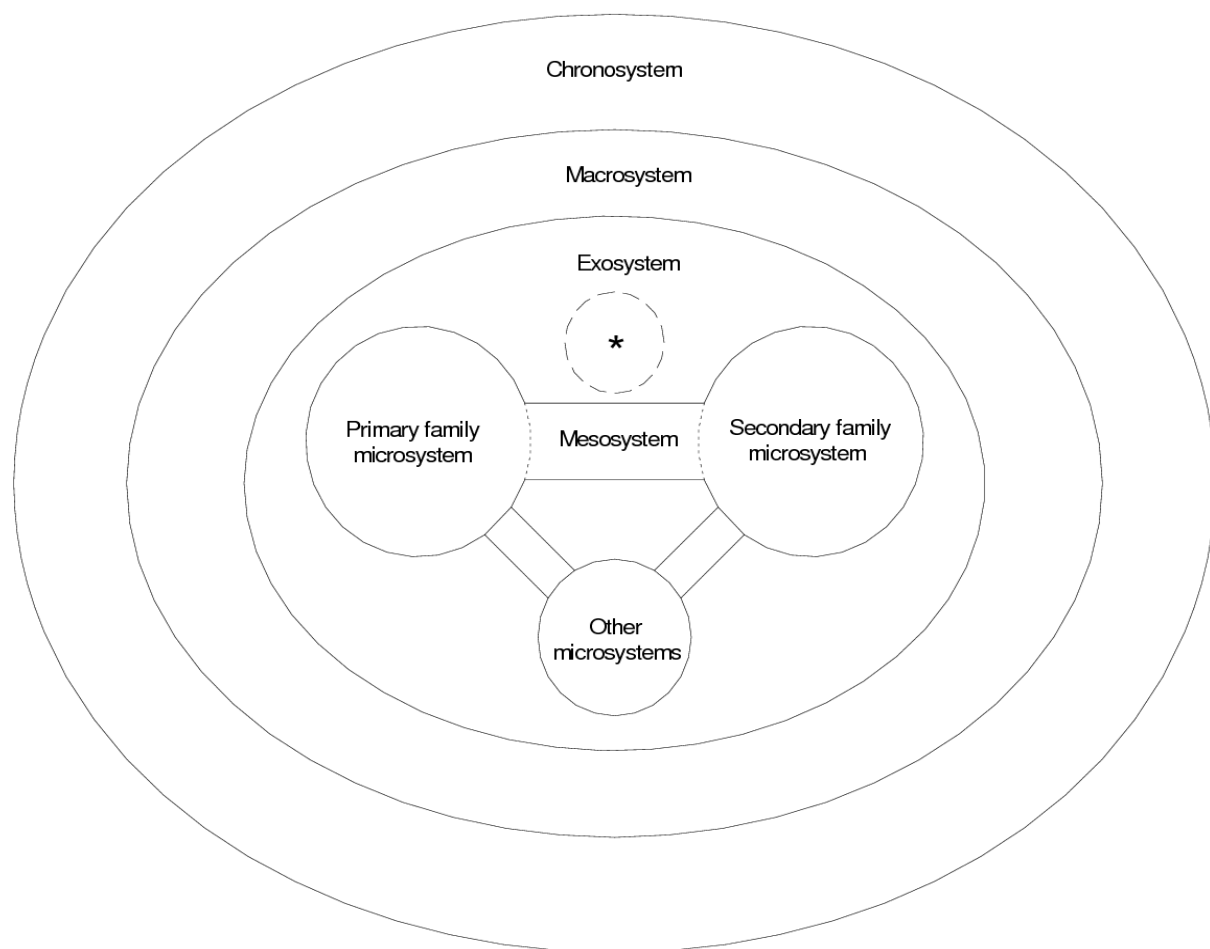 Chronosystem
Macrosystem
Exosystem
*
Primary family
microsystem
Mesosystem
Secondary family
microsystem
Other
microsystems